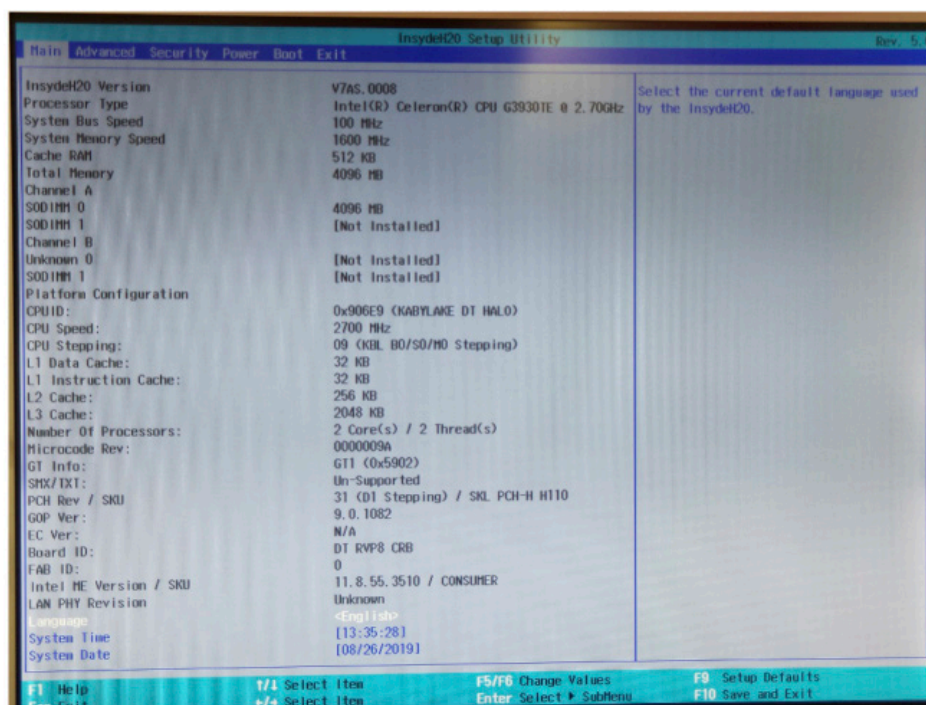 InsydeH20 Setup Utility
Rev. 5.
Main Advanced Security Power Boot Exit
InsydeH20 Version V7AS.0008
Processor Type Intel(R) Celeron(R) CPU G3930TE @ 2.70GHz
System Bus Speed 100 MHz
System Memory Speed 1600 MHz
Cache RAM 512 KB
Total Memory 4096 MB
Channel A
SODIMM 0 4096 MB
SODIMM 1 [Not Installed]
Channel B
Unknown 0 [Not Installed]
SODIMM 1 [Not Installed]
Platform Configuration
CPUID: 0x906E9 (KABYLAKE DT HALO)
CPU Speed: 2700 MHz
CPU Stepping: 09 (KBL B0/S0/M0 Stepping)
L1 Data Cache: 32 KB
L1 Instruction Cache: 32 KB
L2 Cache: 256 KB
L3 Cache: 2048 KB
Number Of Processors: 2 Core(s) / 2 Thread(s)
Microcode Rev: 0000009A
GT Info: GT1 (0x5902)
SMX/TXT: Un-Supported
PCH Rev / SKU 31 (D1 Stepping) / SKL PCH-H H110
GOP Ver: 9.0.1082
EC Ver: N/A
Board ID: DT RVP8 CRB
FAB ID: 0
Intel ME Version / SKU 11.8.55.3510 / CONSUMER
LAN PHY Revision Unknown
Language <English>
System Time [13:35:28]
System Date [08/26/2019]
Select the current default language used
by the InsydeH20.
F1 Help ↑/↓ Select Item F5/F6 Change Values F9 Setup Defaults
Select Item Enter Select ▶ SubMenu F10 Save and Exit